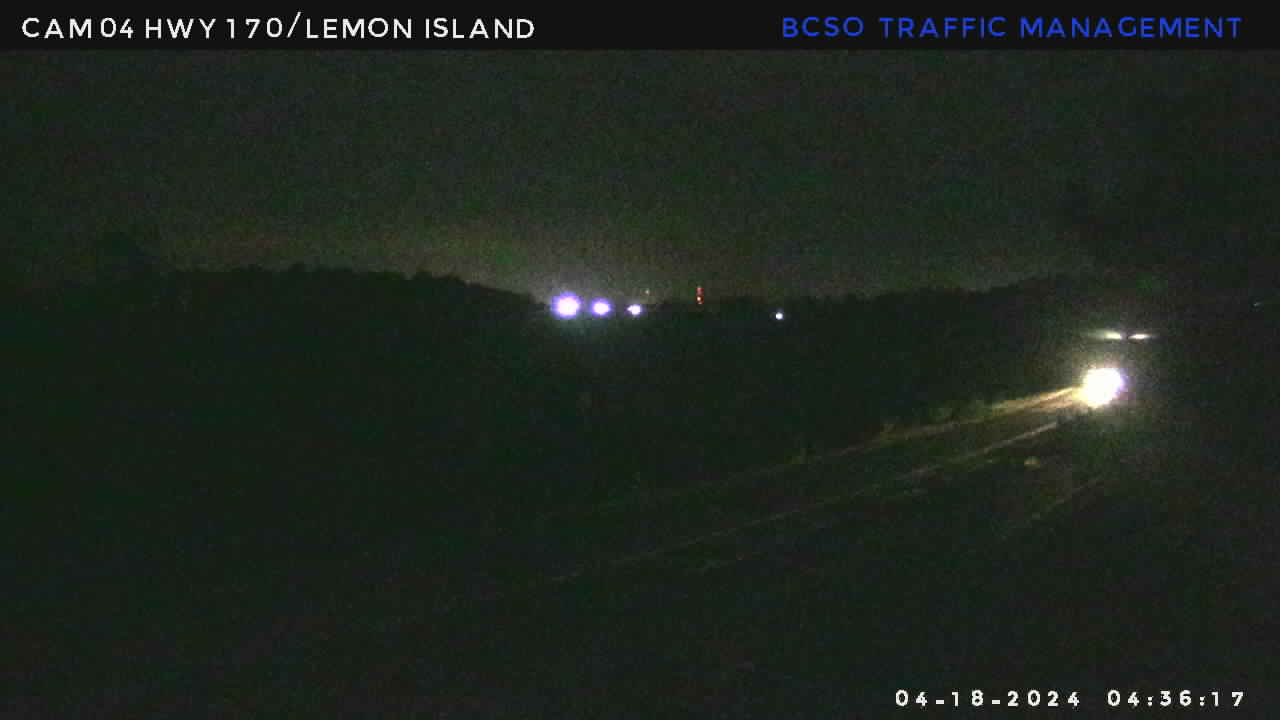 CAM04 HWY 170/LEMON ISLAND
BCSO TRAFFIC MANAGEMENT
04-18-2024 04:36:17